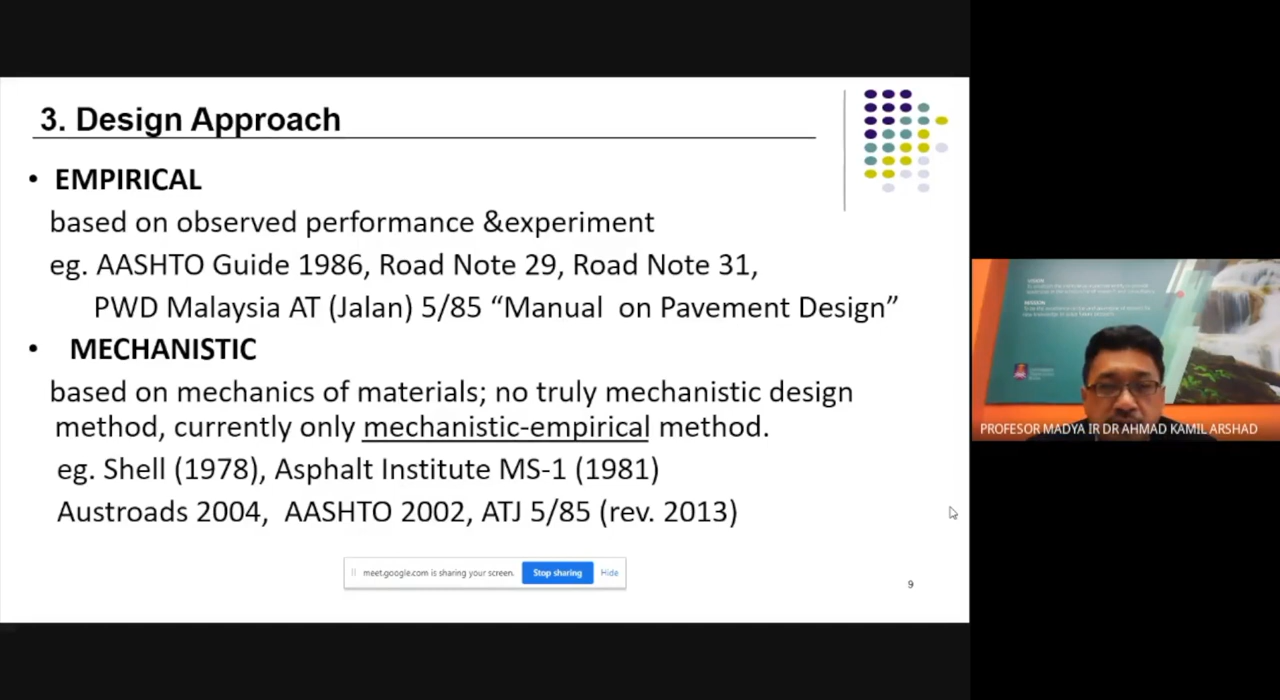 3. Design Approach
• EMPIRICAL
based on observed performance &experiment
eg. AASHTO Guide 1986, Road Note 29, Road Note 31,
PWD Malaysia AT (Jalan) 5/85 “Manual on Pavement Design”
• MECHANISTIC
based on mechanics of materials; no truly mechanistic design
method, currently only mechanistic-empirical method.
eg. Shell (1978), Asphalt Institute MS-1 (1981)
Austroads 2004, AASHTO 2002, ATJ 5/85 (rev. 2013)
meet.google.com is sharing your screen. Stop sharing Hide
9
VISION:
MISSION:
PROFESOR MADYA IR DR AHMAD KAMIL ARSHAD